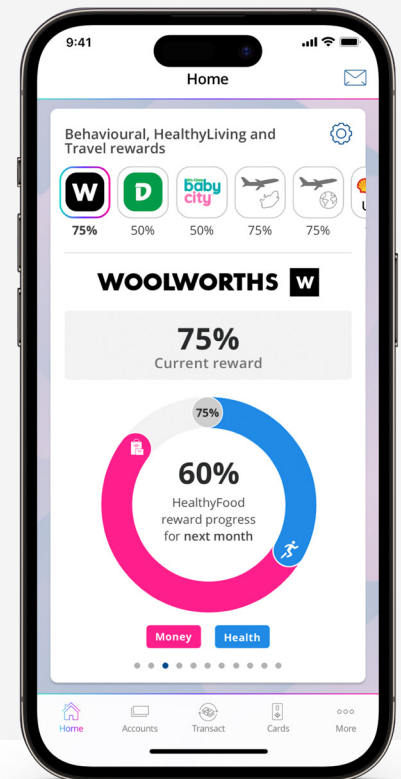 9:41
Home
Behavioural, HealthyLiving and
Travel rewards
W
D
baby
city
75%
50%
50%
75%
75%
WOOLWORTHS W
75%
Current reward
75%
60%
HealthyFood
reward progress
for next month
Money
Health
Home
Accounts
Transact
Cards
More